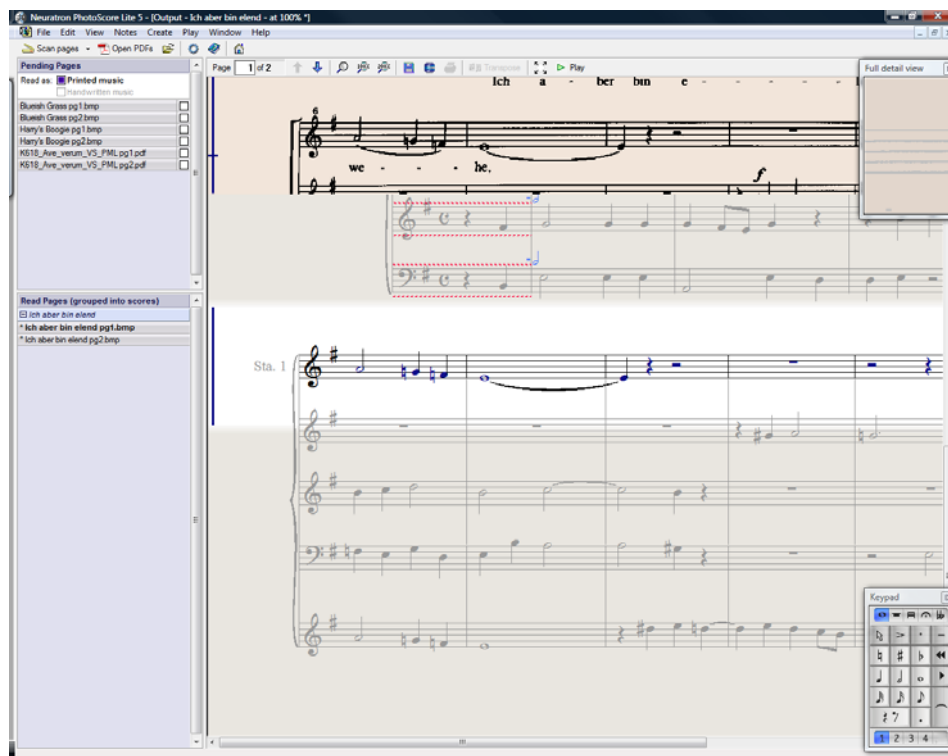 Neuratron PhotoScore Lite 5 - [Output - Ich aber bin elend - at 100% *]
File Edit View Notes Create Play Window Help
Scan pages Open PDFs
Pending Pages
Read as: Printed music
Handwritten music
Blueish Grass pg1.bmp
Blueish Grass pg2.bmp
Harry's Boogie pg1.bmp
Harry's Boogie pg2.bmp
K618_Ave_verum_VS_PML pg1.pdf
K618_Ave_verum_VS_PML pg2.pdf
Read Pages (grouped into scores)
Ich aber bin elend
* Ich aber bin elend pg1.bmp
* Ich aber bin elend pg2.bmp
Page 1 of 2 Transpose Play
Ich a - ber bin e - - - -
6
we - - - he,
f
Sta. 1
Full detail view
Keypad
1 2 3 4